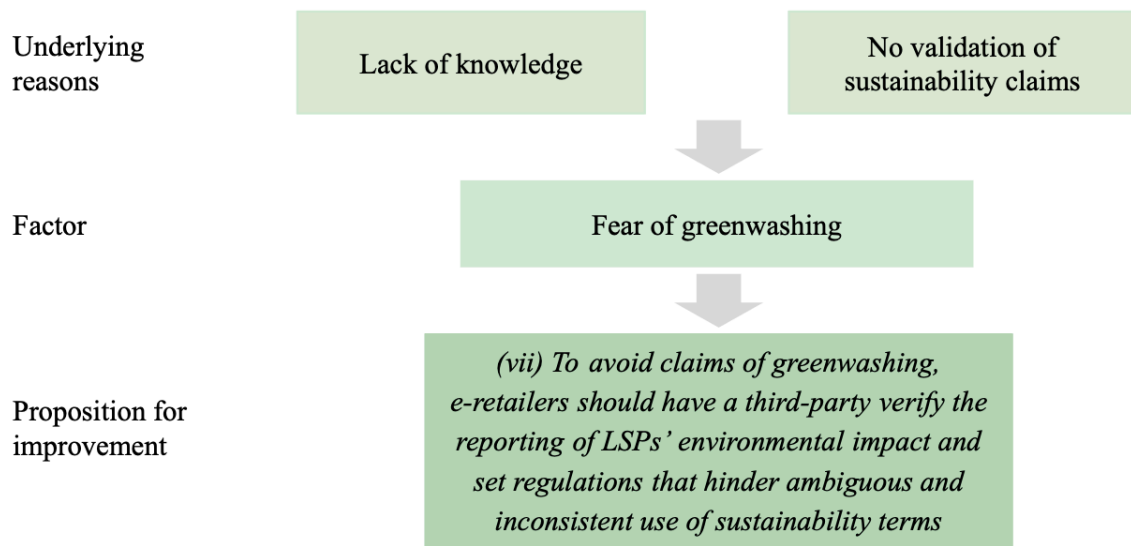 Underlying
reasons
Lack of knowledge
No validation of
sustainability claims
Factor
Fear of greenwashing
Proposition for
improvement
(vii) To avoid claims of greenwashing,
e-retailers should have a third-party verify the
reporting of LSPs’ environmental impact and
set regulations that hinder ambiguous and
inconsistent use of sustainability terms